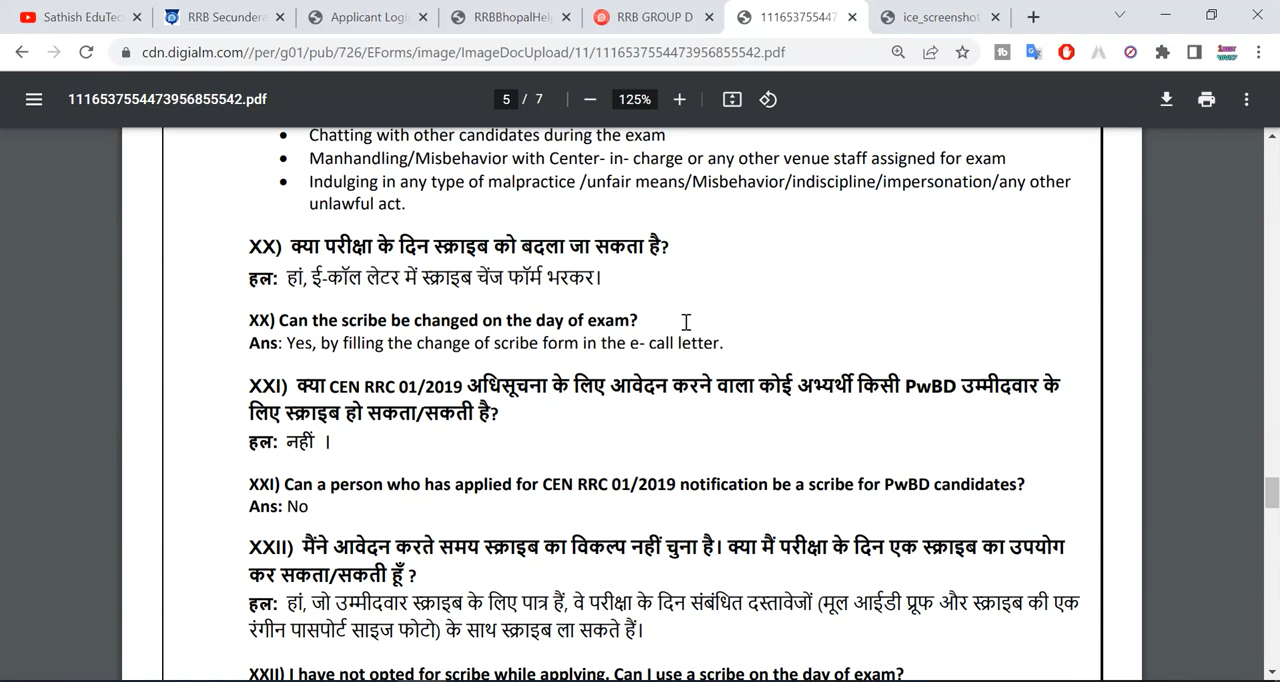 Sathish EduTec
RRB Secundera
Applicant Logi
RRBBhopalHel
RRB GROUP D
1116537554473
ice_screenshot
cdn.digialm.com//per/g01/pub/726/EForms/image/ImageDocUpload/11/1116537554473956855542.pdf
1116537554473956855542.pdf
5 / 7
125%
• Chatting with other candidates during the exam
• Manhandling/Misbehavior with Center- in- charge or any other venue staff assigned for exam
• Indulging in any type of malpractice /unfair means/Misbehavior/indiscipline/impersonation/any other
unlawful act.
XX) क्या परीक्षा के दिन स्क्राइब को बदला जा सकता है?
हल: हां, ई-कॉल लेटर में स्क्राइब चेंज फॉर्म भरकर।
XX) Can the scribe be changed on the day of exam?
Ans: Yes, by filling the change of scribe form in the e- call letter.
XXI) क्या CEN RRC 01/2019 अधिसूचना के लिए आवेदन करने वाला कोई अभ्यर्थी किसी PwBD उम्मीदवार के
लिए स्क्राइब हो सकता/सकती है?
हल: नहीं ।
XXI) Can a person who has applied for CEN RRC 01/2019 notification be a scribe for PwBD candidates?
Ans: No
XXII) मैंने आवेदन करते समय स्क्राइब का विकल्प नहीं चुना है। क्या मैं परीक्षा के दिन एक स्क्राइब का उपयोग
कर सकता/सकती हूँ ?
हल: हां, जो उम्मीदवार स्क्राइब के लिए पात्र हैं, वे परीक्षा के दिन संबंधित दस्तावेजों (मूल आईडी प्रूफ और स्क्राइब की एक
रंगीन पासपोर्ट साइज फोटो) के साथ स्क्राइब ला सकते हैं।
XXII) I have not opted for scribe while applying. Can I use a scribe on the day of exam?